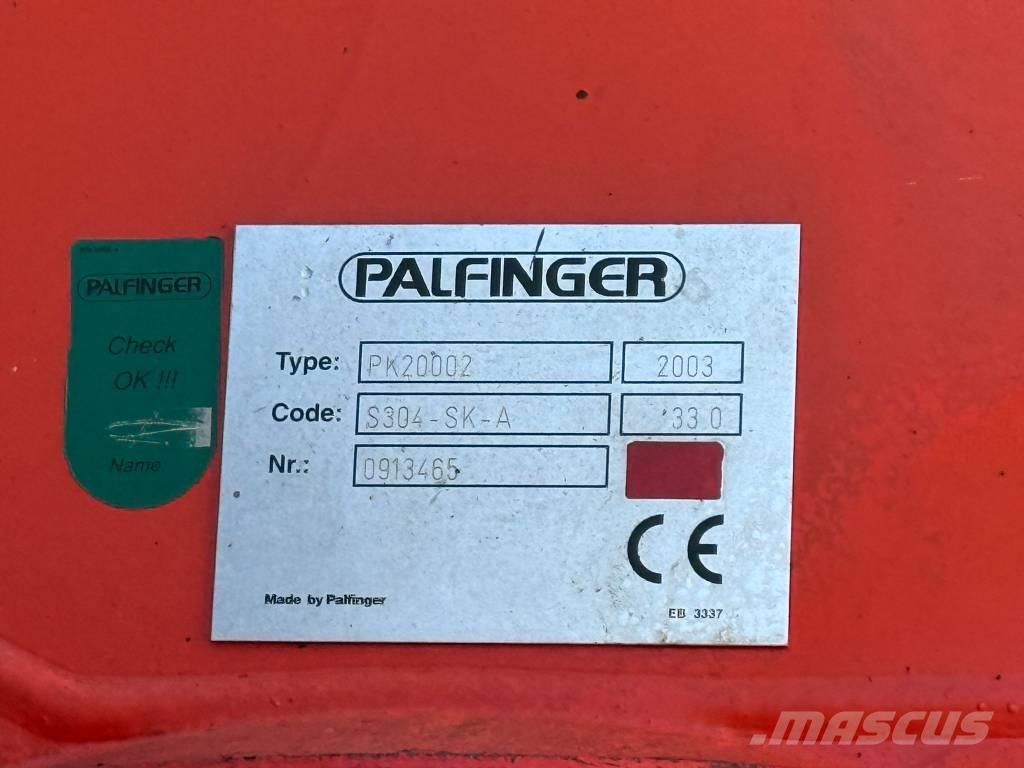 PALFINGER
Check
OK !!!
Name
PALFINGER
Type: PK20002 2003
Code: S304-SK-A 33.0
Nr.: 0913465
CE
Made by Palfinger
EB 3337
MASCUS